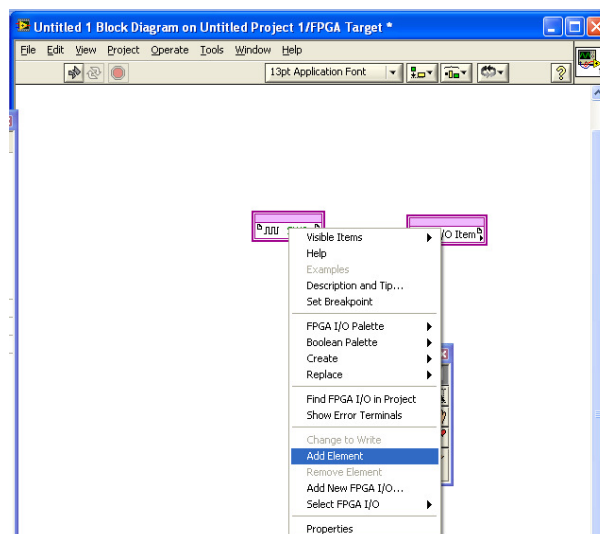 Untitled 1 Block Diagram on Untitled Project 1/FPGA Target *
File Edit View Project Operate Tools Window Help
13pt Application Font
/O Item
Visible Items
Help
Examples
Description and Tip...
Set Breakpoint
FPGA I/O Palette
Boolean Palette
Create
Replace
Find FPGA I/O in Project
Show Error Terminals
Change to Write
Add Element
Remove Element
Add New FPGA I/O...
Select FPGA I/O
Properties